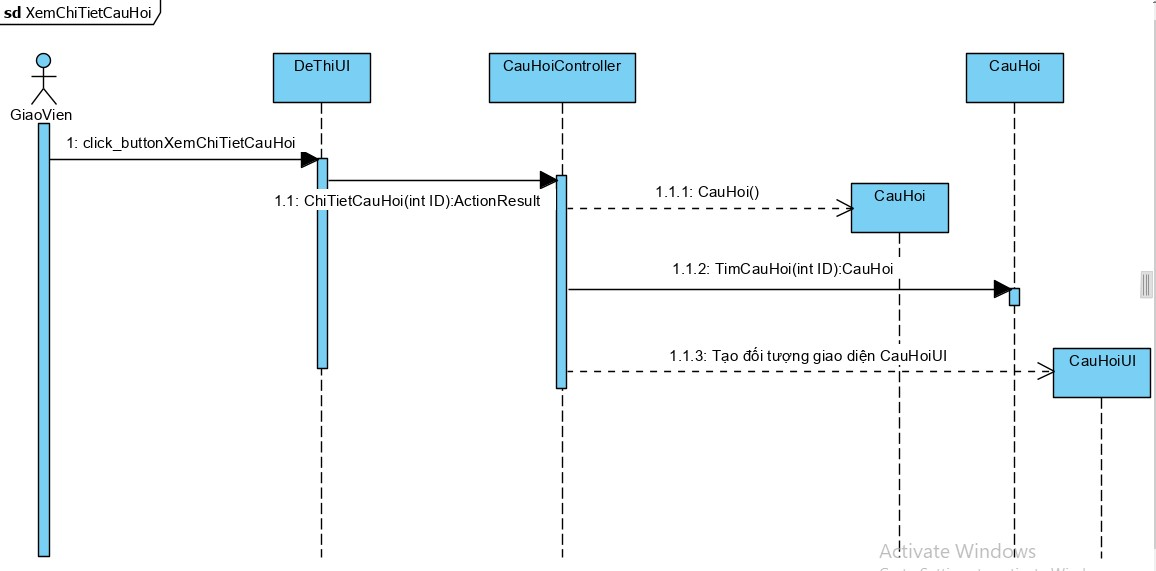 sd XemChiTietCauHoi
GiaoVien
DeThiUI
CauHoiController
CauHoi
1: click_buttonXemChiTietCauHoi
1.1: ChiTietCauHoi(int ID):ActionResult
1.1.1: CauHoi()
CauHoi
1.1.2: TimCauHoi(int ID):CauHoi
1.1.3: Tạo đối tượng giao diện CauHoiUI
CauHoiUI
Activate Windows